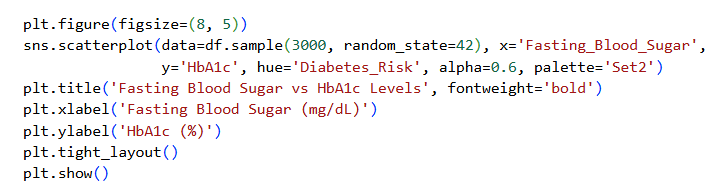 plt.figure(figsize=(8, 5))
sns.scatterplot(data=df.sample(3000, random_state=42), x='Fasting_Blood_Sugar',
                y='HbA1c', hue='Diabetes_Risk', alpha=0.6, palette='Set2')
plt.title('Fasting Blood Sugar vs HbA1c Levels', fontweight='bold')
plt.xlabel('Fasting Blood Sugar (mg/dL)')
plt.ylabel('HbA1c (%)')
plt.tight_layout()
plt.show()